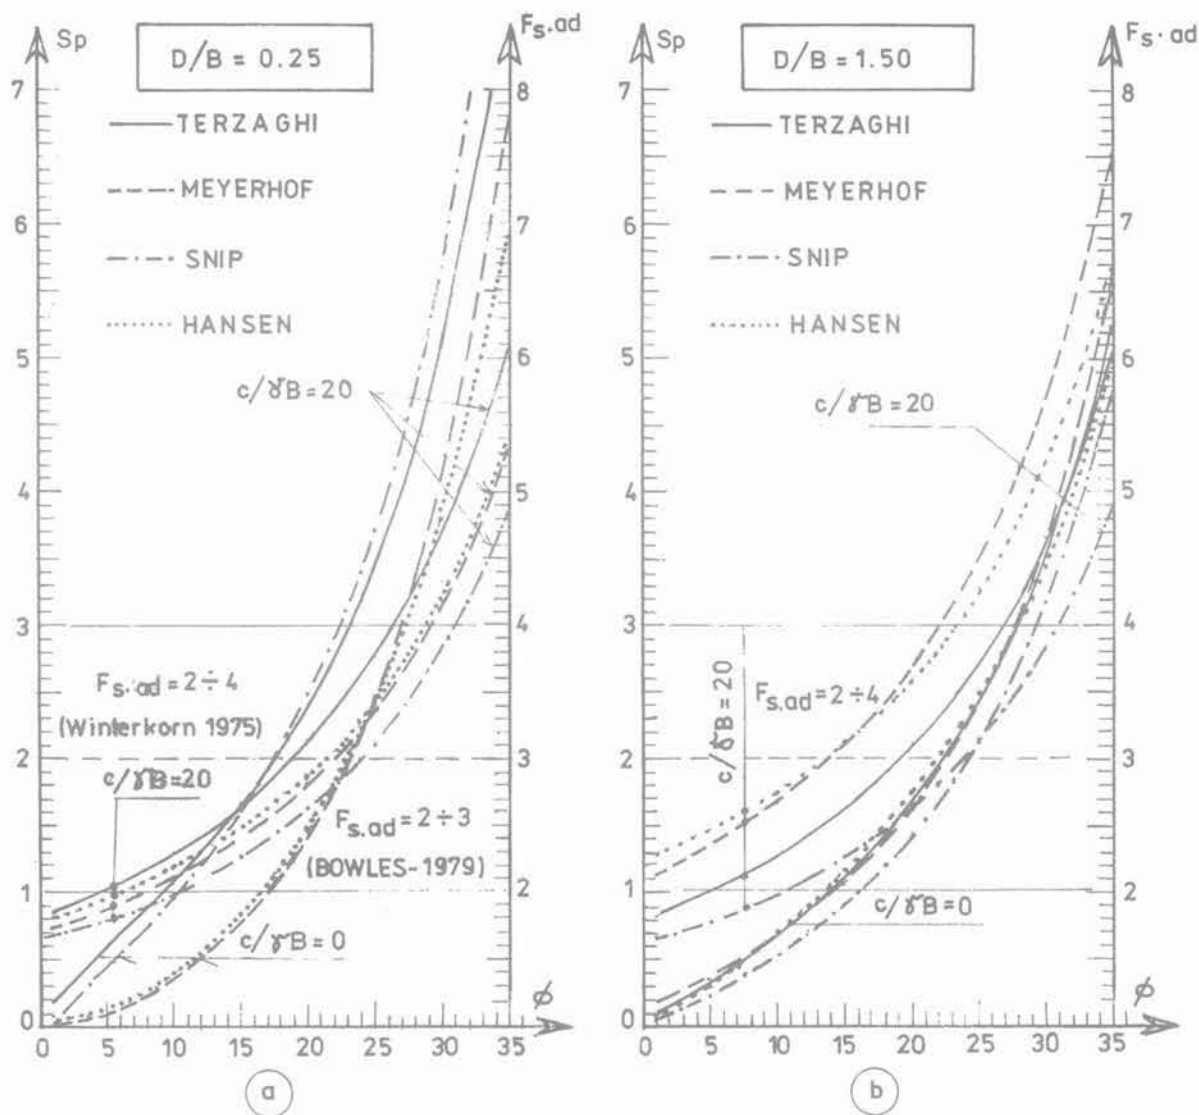 Sp
D/B = 0.25
Fs.ad
7
8
TERZAGHI
MEYERHOF
6
7
SNIP
HANSEN
5
6
c/γB = 20
4
5
3
4
Fs.ad = 2 ÷ 4
(Winterkorn 1975)
2
3
c/γB = 20
Fs.ad = 2 ÷ 3
(BOWLES-1979)
1
2
c/γB = 0
0
ø
0 5 10 15 20 25 30 35
a
Sp
D/B = 1.50
Fs.ad
7
8
TERZAGHI
MEYERHOF
6
7
SNIP
HANSEN
5
6
c/γB = 20
4
5
3
4
c/γB = 20
Fs.ad = 2 ÷ 4
2
3
1
2
c/γB = 0
0
ø
0 5 10 15 20 25 30 35
b